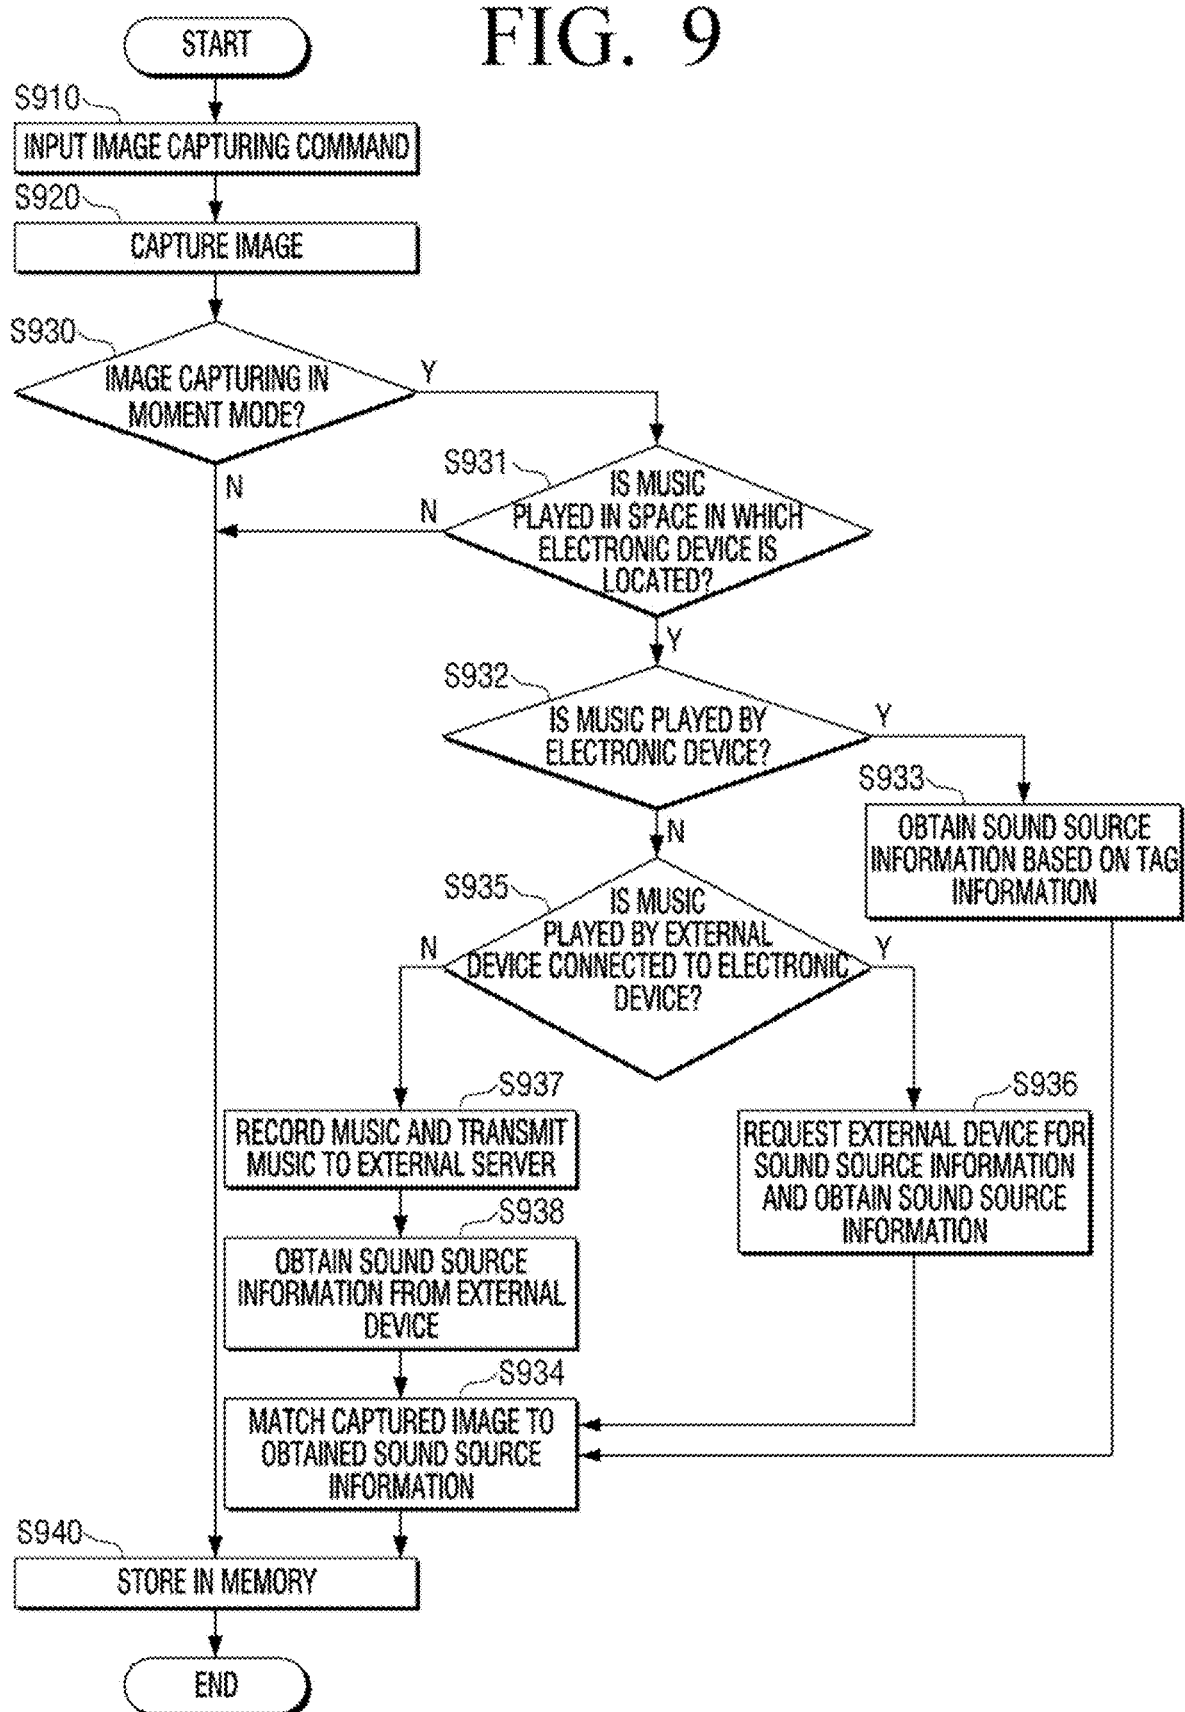 FIG. 9
START
S910
INPUT IMAGE CAPTURING COMMAND
S920
CAPTURE IMAGE
S930
IMAGE CAPTURING IN
MOMENT MODE?
Y
N
S931
IS MUSIC
PLAYED IN SPACE IN WHICH
ELECTRONIC DEVICE IS
LOCATED?
N
Y
S932
IS MUSIC PLAYED BY
ELECTRONIC DEVICE?
Y
N
S933
OBTAIN SOUND SOURCE
INFORMATION BASED ON TAG
INFORMATION
S935
IS MUSIC
PLAYED BY EXTERNAL
DEVICE CONNECTED TO ELECTRONIC
DEVICE?
N
Y
S937
RECORD MUSIC AND TRANSMIT
MUSIC TO EXTERNAL SERVER
S936
REQUEST EXTERNAL DEVICE FOR
SOUND SOURCE INFORMATION
AND OBTAIN SOUND SOURCE
INFORMATION
S938
OBTAIN SOUND SOURCE
INFORMATION FROM EXTERNAL
DEVICE
S934
MATCH CAPTURED IMAGE TO
OBTAINED SOUND SOURCE
INFORMATION
S940
STORE IN MEMORY
END